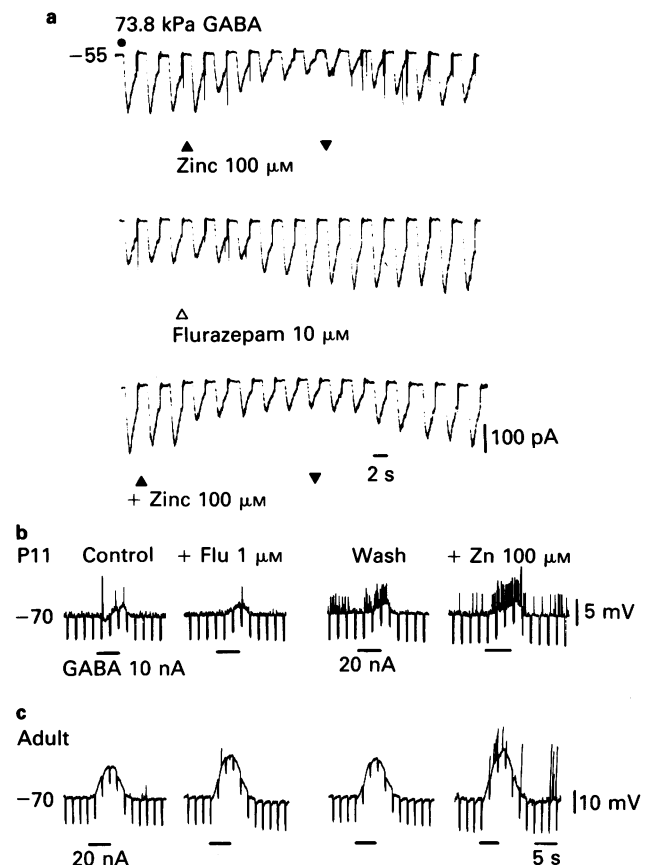 a
73.8 kPa GABA
−55
Zinc 100 μM
Flurazepam 10 μM
100 pA
2 s
+ Zinc 100 μM
b
P11 Control + Flu 1 μM Wash + Zn 100 μM
−70
5 mV
GABA 10 nA 20 nA
c
Adult
−70
10 mV
20 nA 5 s